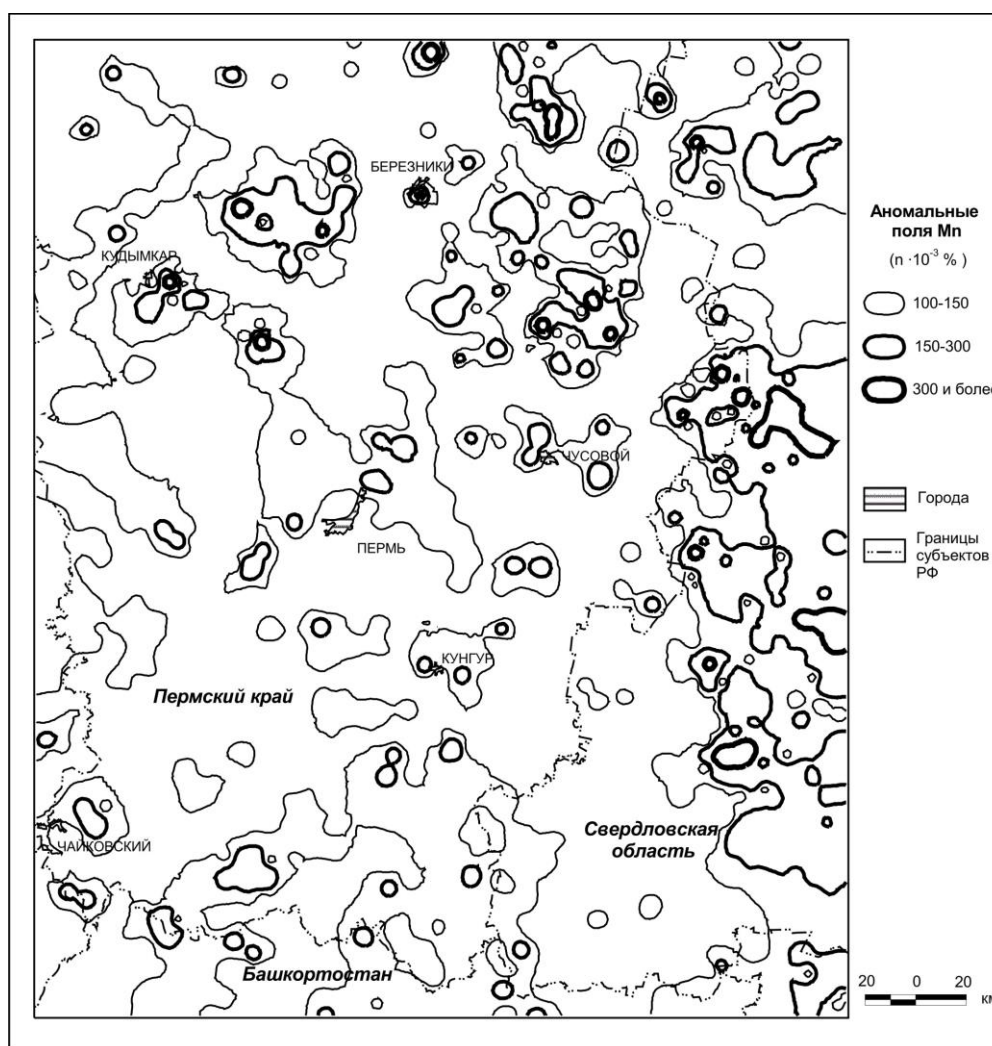 БЕРЕЗНИКИ
КУДЫМКАР
ЧУСОВОЙ
ПЕРМЬ
КУНГУР
Пермский край
ЧАЙКОВСКИЙ
Свердловская
область
Башкортостан
Аномальные
поля Mn
(n ·10⁻³ % )
100-150
150-300
300 и более
Города
Границы
субъектов
РФ
20 0 20
км